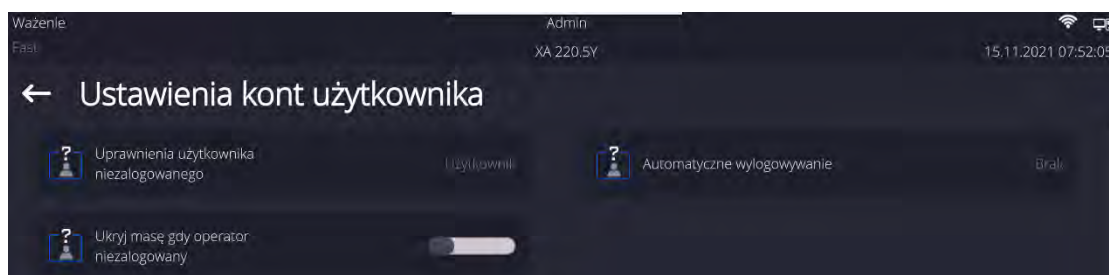 Ważenie
Admin
Fast
XA 220.5Y
15.11.2021 07:52:05
← Ustawienia kont użytkownika
Uprawnienia użytkownika
niezalogowanego
Użytkownik
Automatyczne wylogowywanie
Brak
Ukryj masę gdy operator
niezalogowany